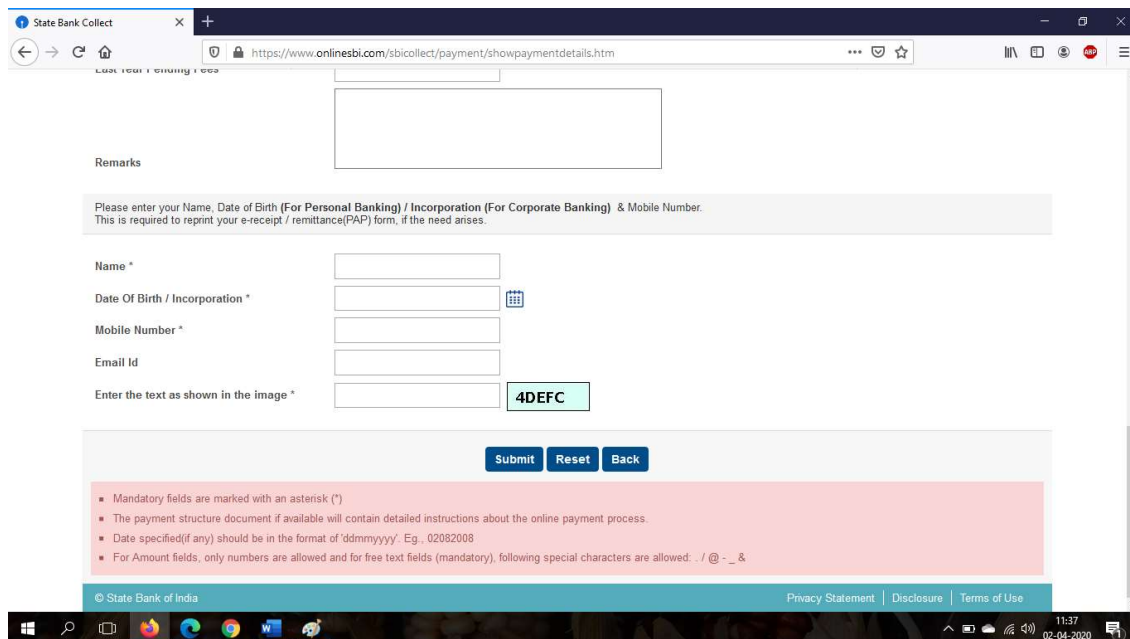 State Bank Collect
https://www.onlinesbi.com/sbicollect/payment/showpaymentdetails.htm
ABP
Last Year Pending Fees
Remarks
Please enter your Name, Date of Birth (For Personal Banking) / Incorporation (For Corporate Banking) & Mobile Number.
This is required to reprint your e-receipt / remittance(PAP) form, if the need arises.
Name *
Date Of Birth / Incorporation *
Mobile Number *
Email Id
Enter the text as shown in the image * 4DEFC
Submit Reset Back
Mandatory fields are marked with an asterisk (*)
The payment structure document if available will contain detailed instructions about the online payment process.
Date specified(if any) should be in the format of 'ddmmyyyy'. Eg., 02082008
For Amount fields, only numbers are allowed and for free text fields (mandatory), following special characters are allowed: . / @ - _ &
© State Bank of India Privacy Statement | Disclosure | Terms of Use
11:37
02-04-2020